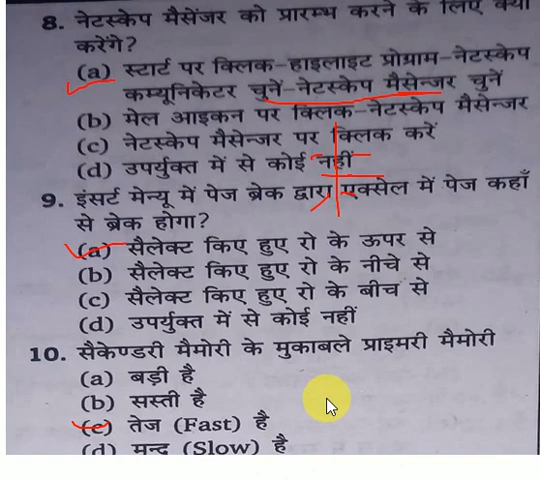 8. नेटस्केप मैसेंजर को प्रारम्भ करने के लिए क्या
करेंगे?
(a) स्टार्ट पर क्लिक-हाइलाइट प्रोग्राम-नेटस्केप
कम्यूनिकेटर चुनें-नेटस्केप मैसेन्जर चुनें
(b) मेल आइकन पर क्लिक-नेटस्केप मैसेन्जर
(c) नेटस्केप मैसेन्जर पर क्लिक करें
(d) उपर्युक्त में से कोई नहीं
9. इंसर्ट मेन्यू में पेज ब्रेक द्वारा एक्सेल में पेज कहाँ
से ब्रेक होगा?
(a) सैलेक्ट किए हुए रो के ऊपर से
(b) सैलेक्ट किए हुए रो के नीचे से
(c) सैलेक्ट किए हुए रो के बीच से
(d) उपर्युक्त में से कोई नहीं
10. सैकेण्डरी मैमोरी के मुकाबले प्राइमरी मैमोरी
(a) बड़ी है
(b) सस्ती है
(c) तेज (Fast) है
(d) मन्द (Slow) है